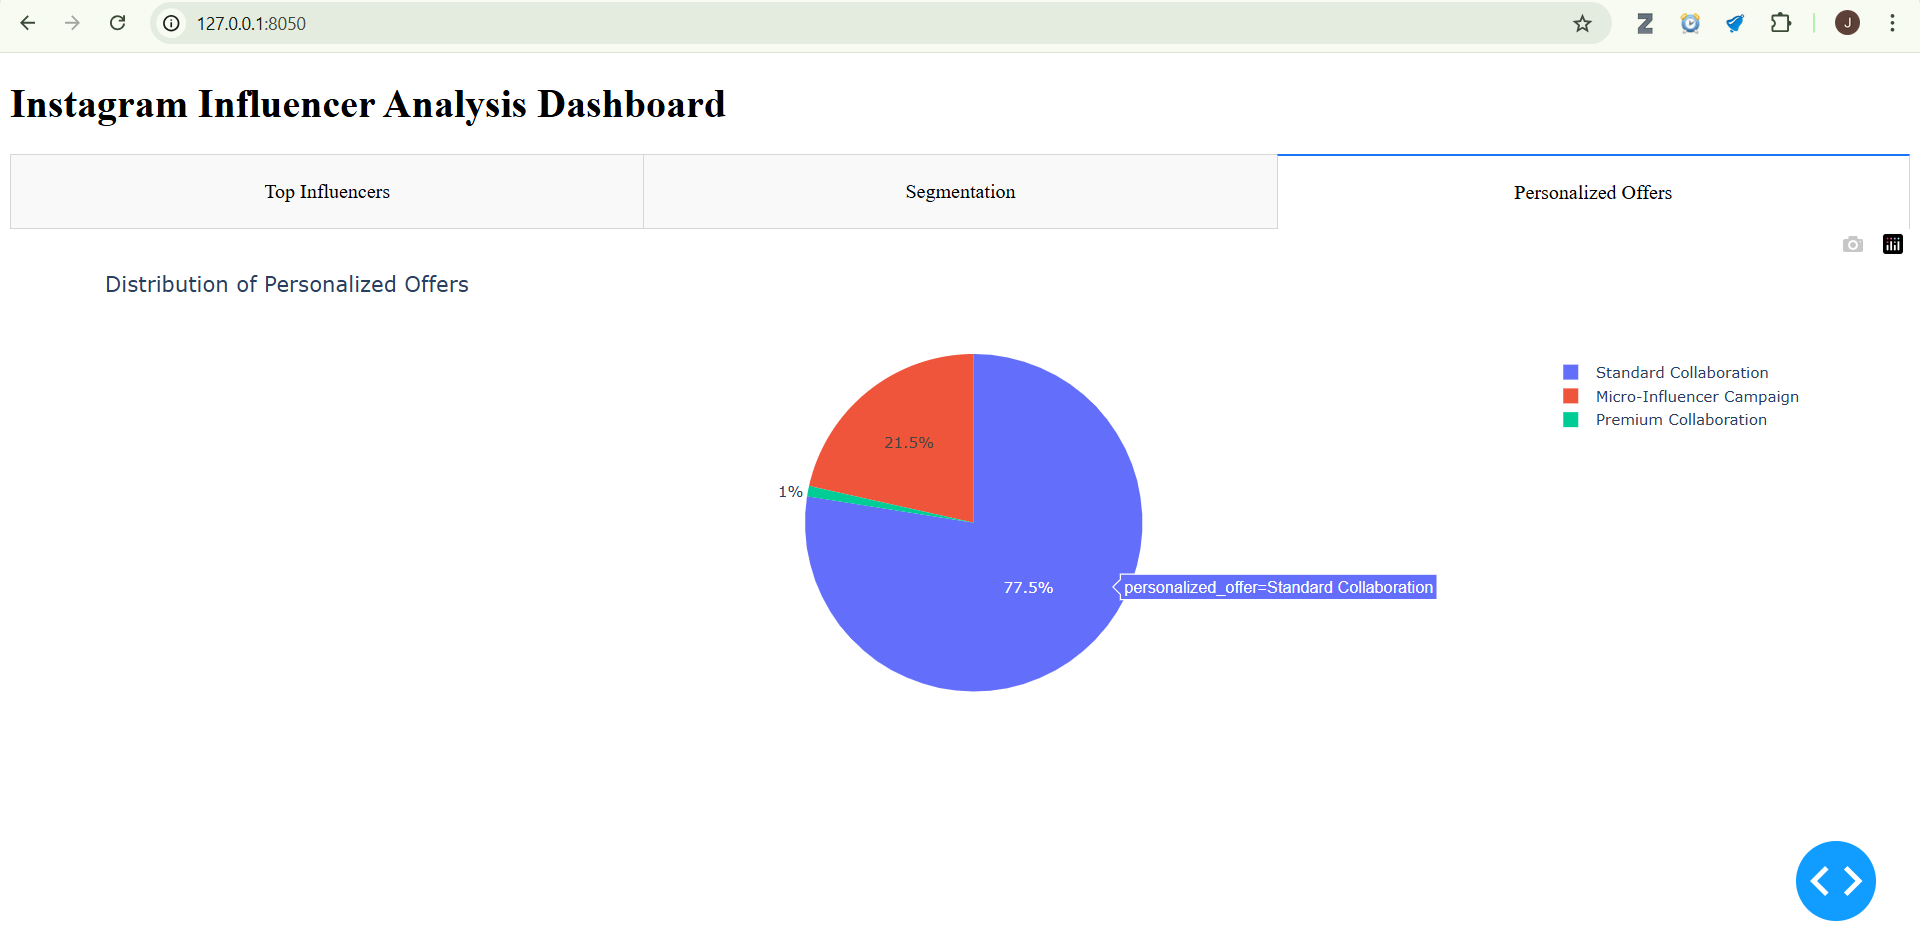 127.0.0.1:8050
Z
J
Instagram Influencer Analysis Dashboard
Top Influencers
Segmentation
Personalized Offers
Distribution of Personalized Offers
Standard Collaboration
Micro-Influencer Campaign
Premium Collaboration
21.5%
1%
77.5%
personalized_offer=Standard Collaboration